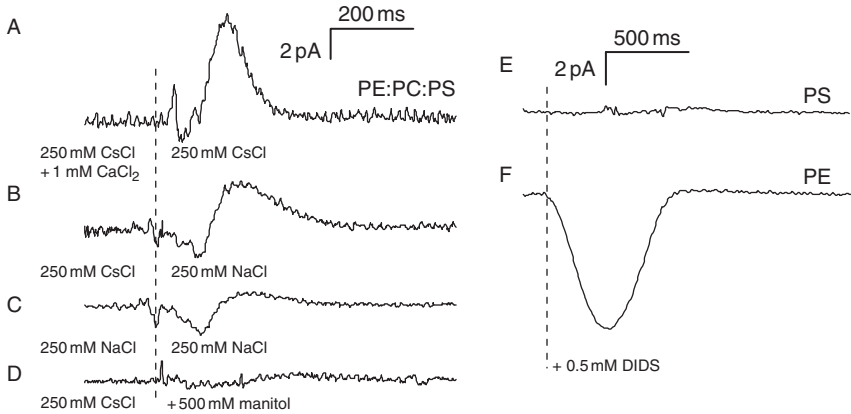 A
200 ms
2 pA
PE:PC:PS
250 mM CsCl
+ 1 mM CaCl2
250 mM CsCl
B
250 mM CsCl
250 mM NaCl
C
250 mM NaCl
250 mM NaCl
D
250 mM CsCl
+ 500 mM manitol
500 ms
2 pA
E
PS
F
PE
+ 0.5 mM DIDS